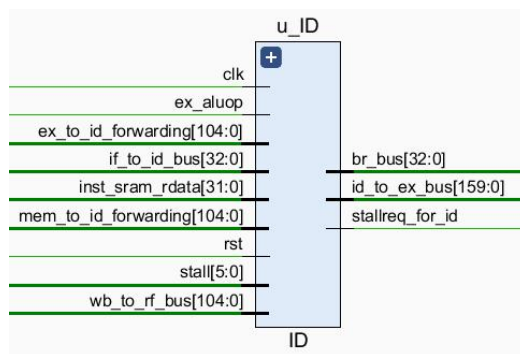 u_ID
clk
ex_aluop
ex_to_id_forwarding[104:0]
if_to_id_bus[32:0]
inst_sram_rdata[31:0]
mem_to_id_forwarding[104:0]
rst
stall[5:0]
wb_to_rf_bus[104:0]
br_bus[32:0]
id_to_ex_bus[159:0]
stallreq_for_id
ID